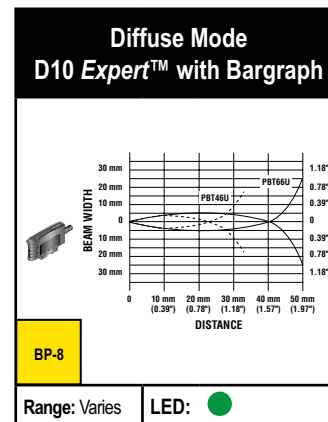 Diffuse Mode
D10 Expert™ with Bargraph
30 mm
20 mm
10 mm
0
10 mm
20 mm
30 mm
BEAM WIDTH
PBT46U
PBT66U
1.18"
0.78"
0.39"
0
0.39"
0.78"
1.18"
0 10 mm 20 mm 30 mm 40 mm 50 mm
(0.39") (0.78") (1.18") (1.57") (1.97")
DISTANCE
BP-8
Range: Varies LED: